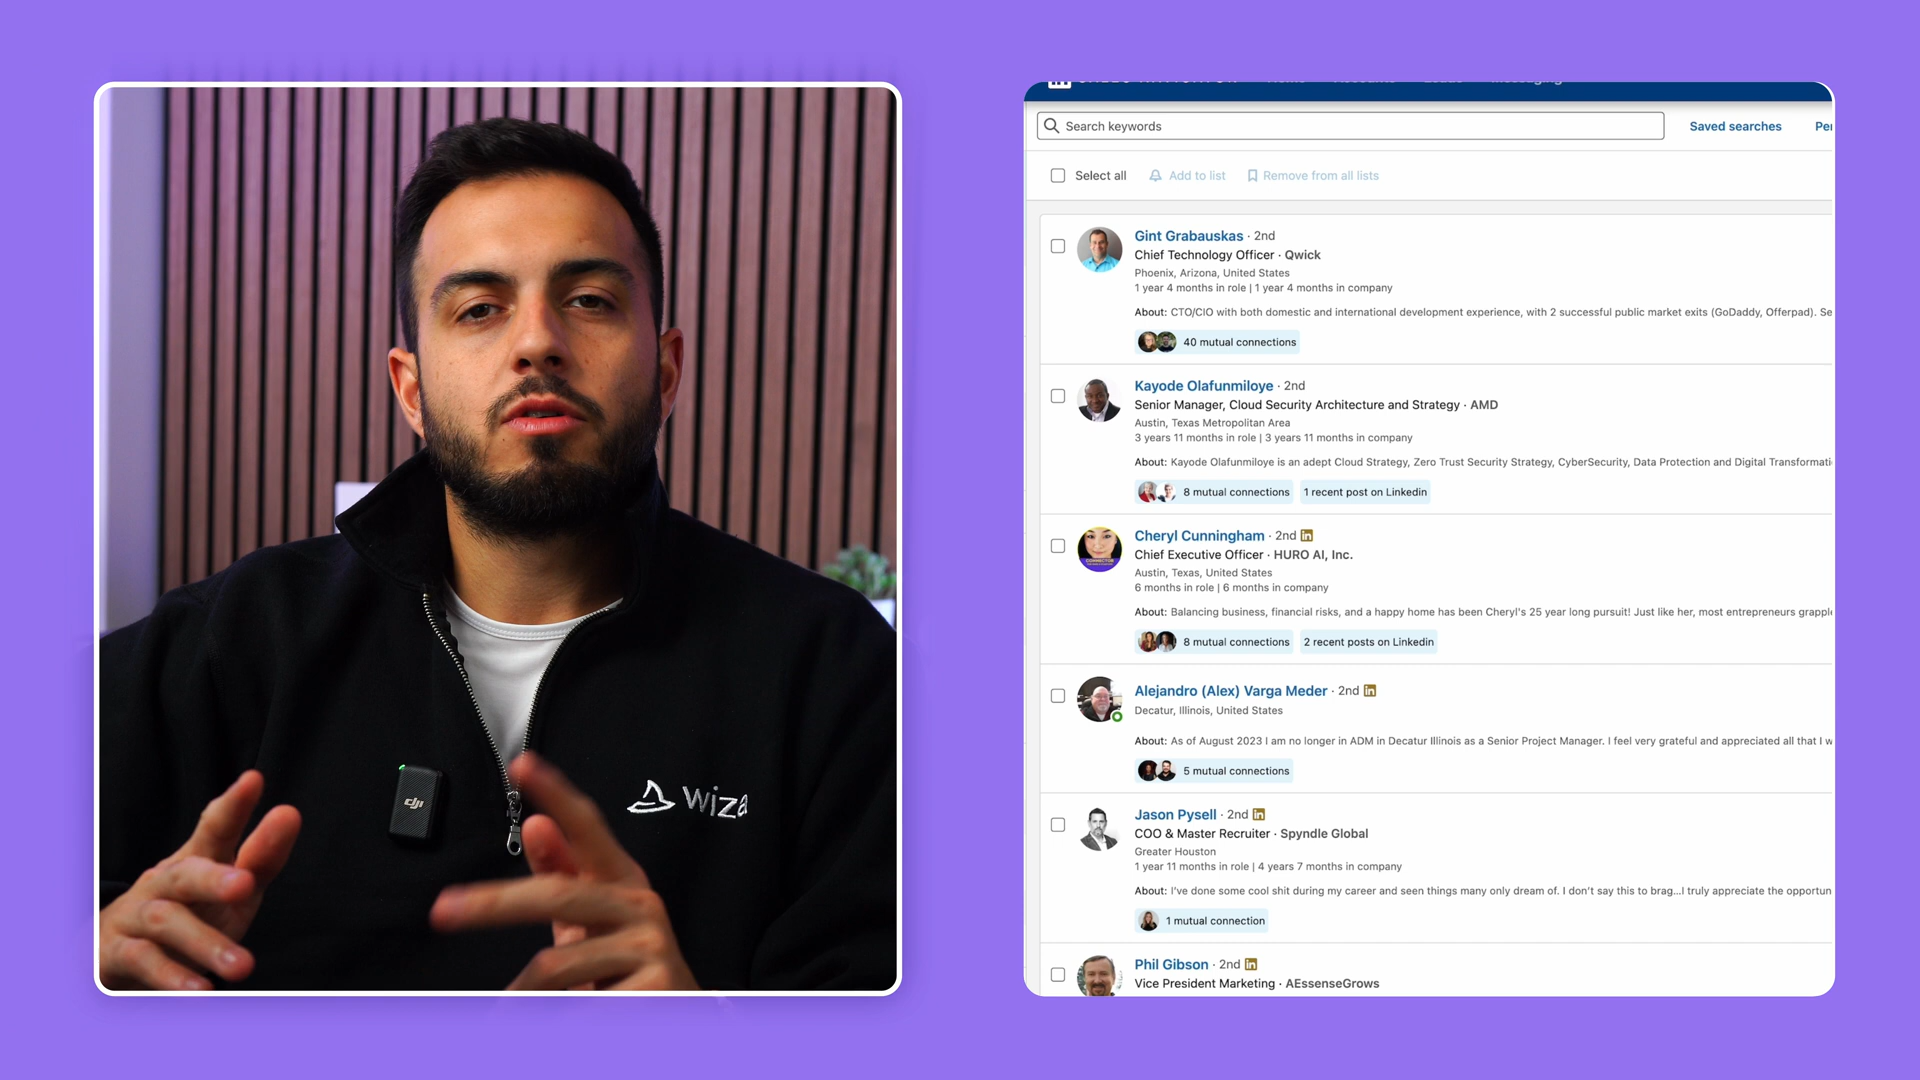 dji
Wiza
Search keywords
Saved searches
Select all
Add to list
Remove from all lists
Gint Grabauskas · 2nd
Chief Technology Officer · Qwick
Phoenix, Arizona, United States
1 year 4 months in role | 1 year 4 months in company
About: CTO/CIO with both domestic and international development experience, with 2 successful public market exits (GoDaddy, Offerpad). Se
40 mutual connections
Kayode Olafunmiloye · 2nd
Senior Manager, Cloud Security Architecture and Strategy · AMD
Austin, Texas Metropolitan Area
3 years 11 months in role | 3 years 11 months in company
About: Kayode Olafunmiloye is an adept Cloud Strategy, Zero Trust Security Strategy, CyberSecurity, Data Protection and Digital Transformati
8 mutual connections
1 recent post on Linkedin
Cheryl Cunningham · 2nd in
Chief Executive Officer · HURO AI, Inc.
Austin, Texas, United States
6 months in role | 6 months in company
About: Balancing business, financial risks, and a happy home has been Cheryl's 25 year long pursuit! Just like her, most entrepreneurs grapple
8 mutual connections
2 recent posts on Linkedin
Alejandro (Alex) Varga Meder · 2nd in
Decatur, Illinois, United States
About: As of August 2023 I am no longer in ADM in Decatur Illinois as a Senior Project Manager. I feel very grateful and appreciated all that I w
5 mutual connections
Jason Pysell · 2nd in
COO & Master Recruiter · Spyndle Global
Greater Houston
1 year 11 months in role | 4 years 7 months in company
About: I've done some cool shit during my career and seen things many only dream of. I don't say this to brag...I truly appreciate the opportun
1 mutual connection
Phil Gibson · 2nd in
Vice President Marketing · AEssenseGrows